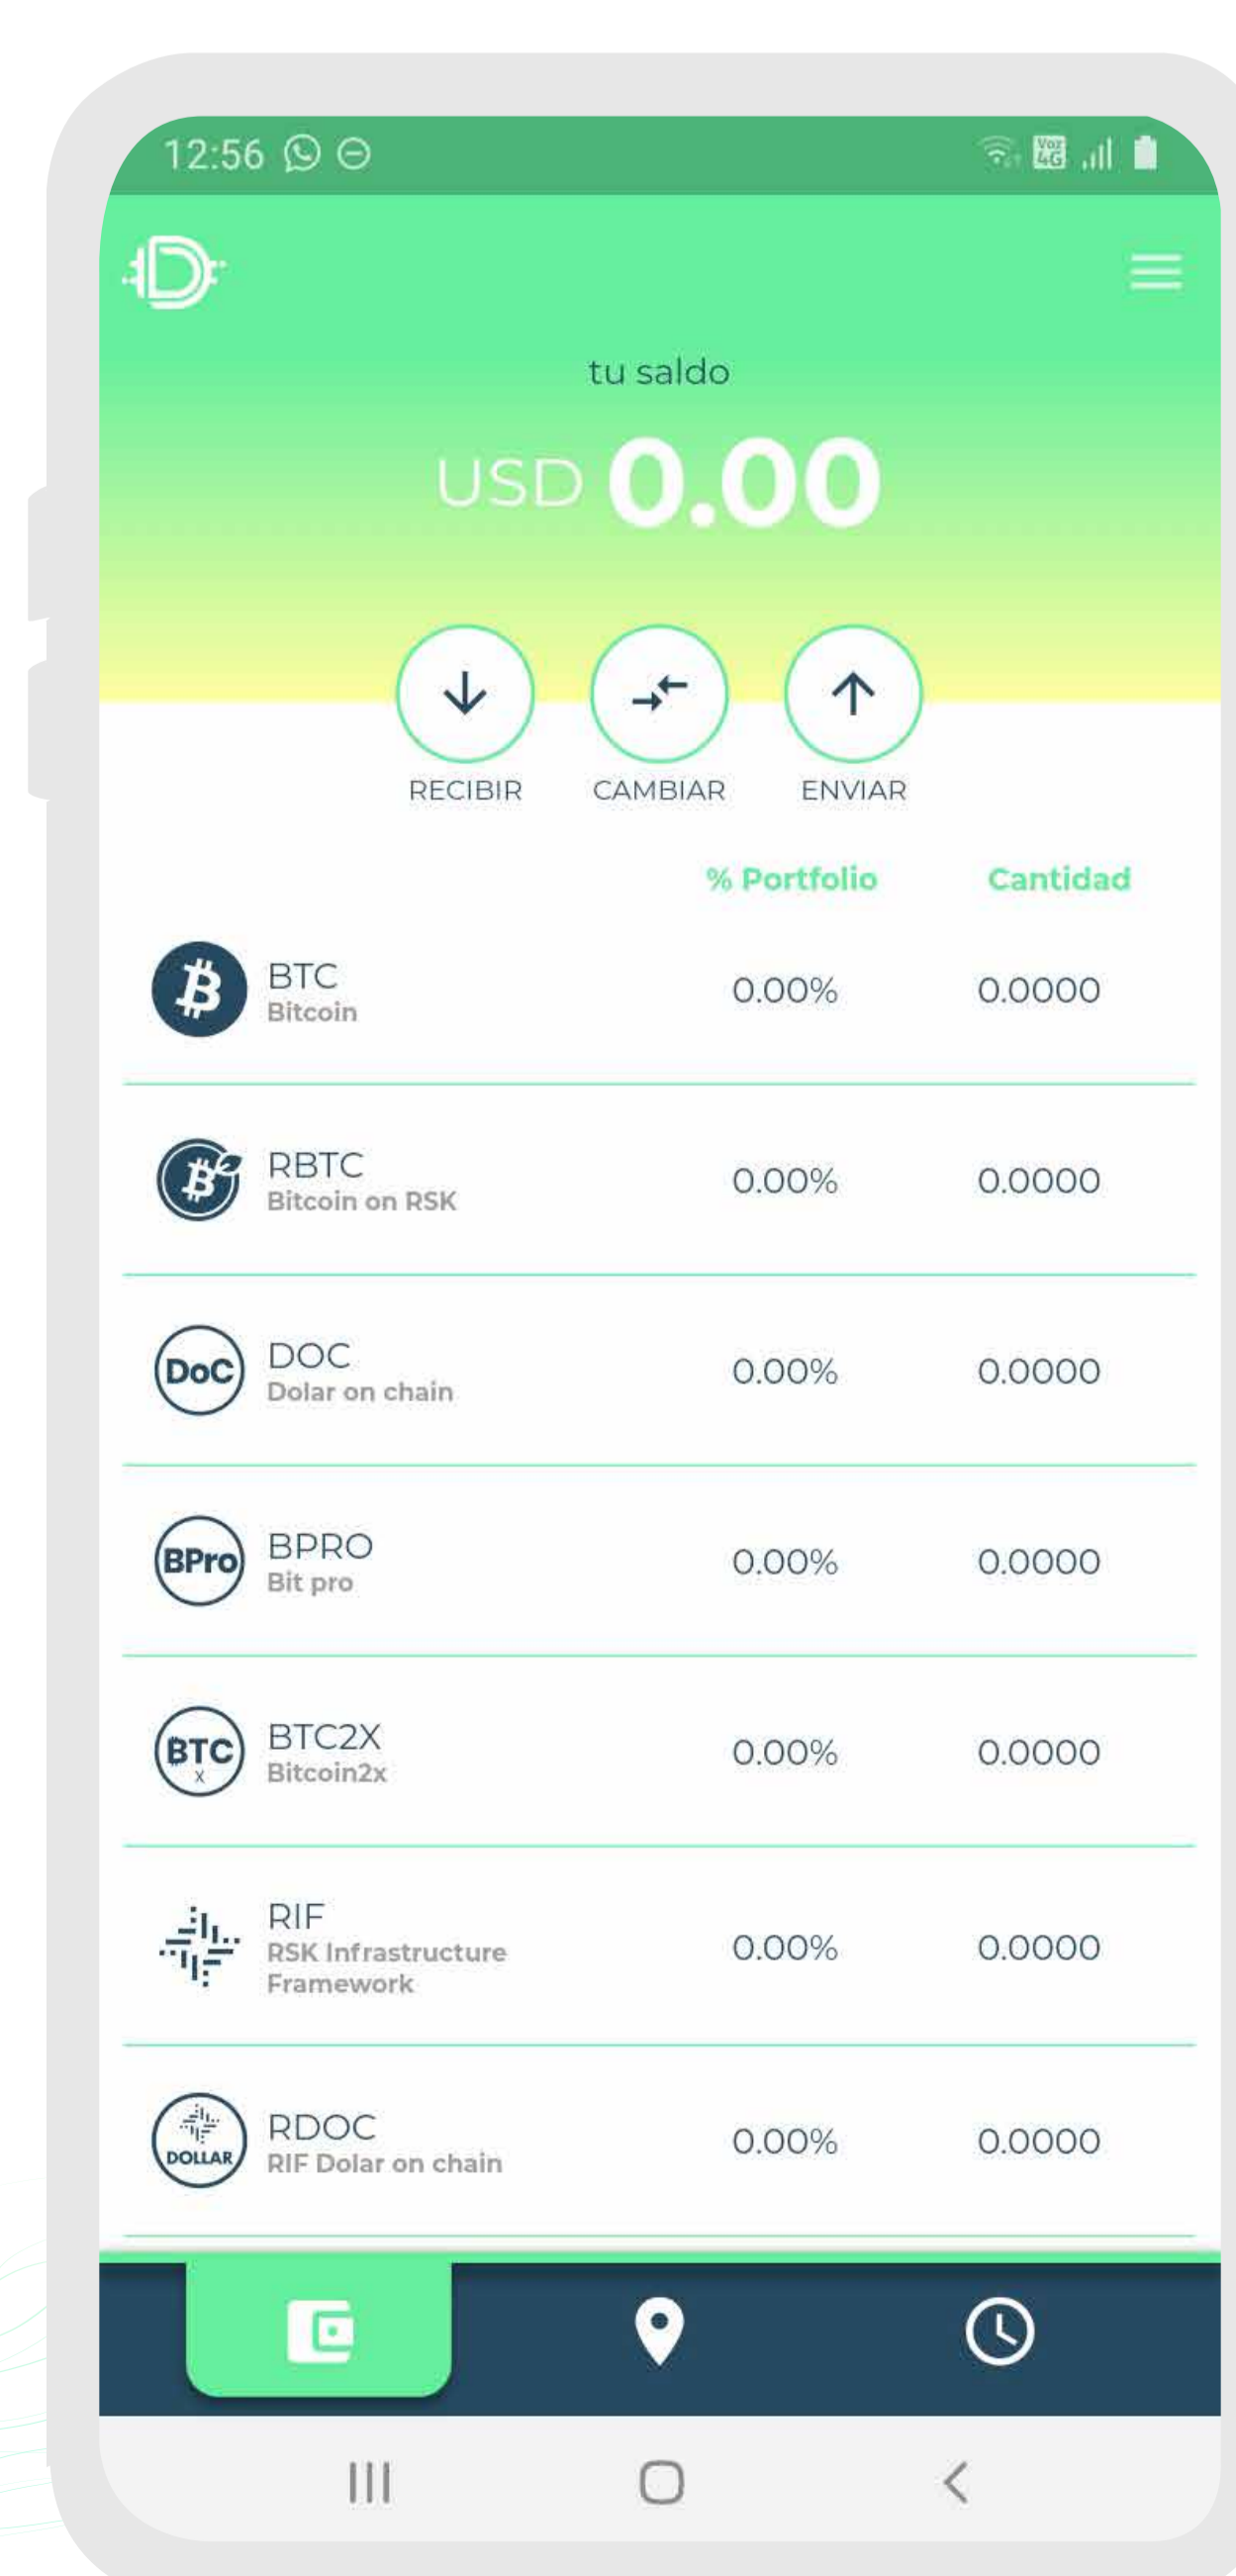 12:56
Voz
4G
tu saldo
USD 0.00
RECIBIR CAMBIAR ENVIAR
% Portfolio Cantidad
BTC
Bitcoin
0.00% 0.0000
RBTC
Bitcoin on RSK
0.00% 0.0000
DoC
DOC
Dolar on chain
0.00% 0.0000
BPro
BPRO
Bit pro
0.00% 0.0000
BTC
X
BTC2X
Bitcoin2x
0.00% 0.0000
RIF
RSK Infrastructure
Framework
0.00% 0.0000
DOLLAR
RDOC
RIF Dolar on chain
0.00% 0.0000